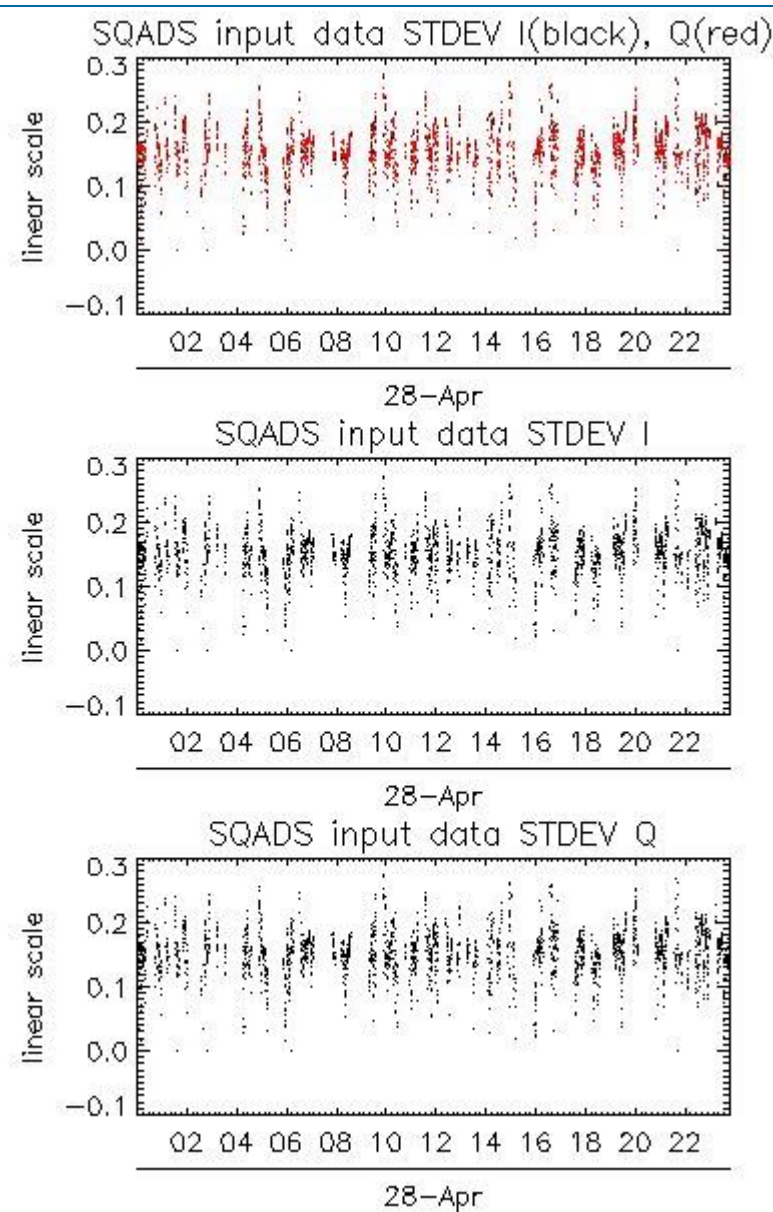 SQADS input data STDEV I(black), Q(red)
0.3
0.2
0.1
0.0
−0.1
linear scale
02 04 06 08 10 12 14 16 18 20 22
28−Apr
SQADS input data STDEV I
0.3
0.2
0.1
0.0
−0.1
linear scale
02 04 06 08 10 12 14 16 18 20 22
28−Apr
SQADS input data STDEV Q
0.3
0.2
0.1
0.0
−0.1
linear scale
02 04 06 08 10 12 14 16 18 20 22
28−Apr